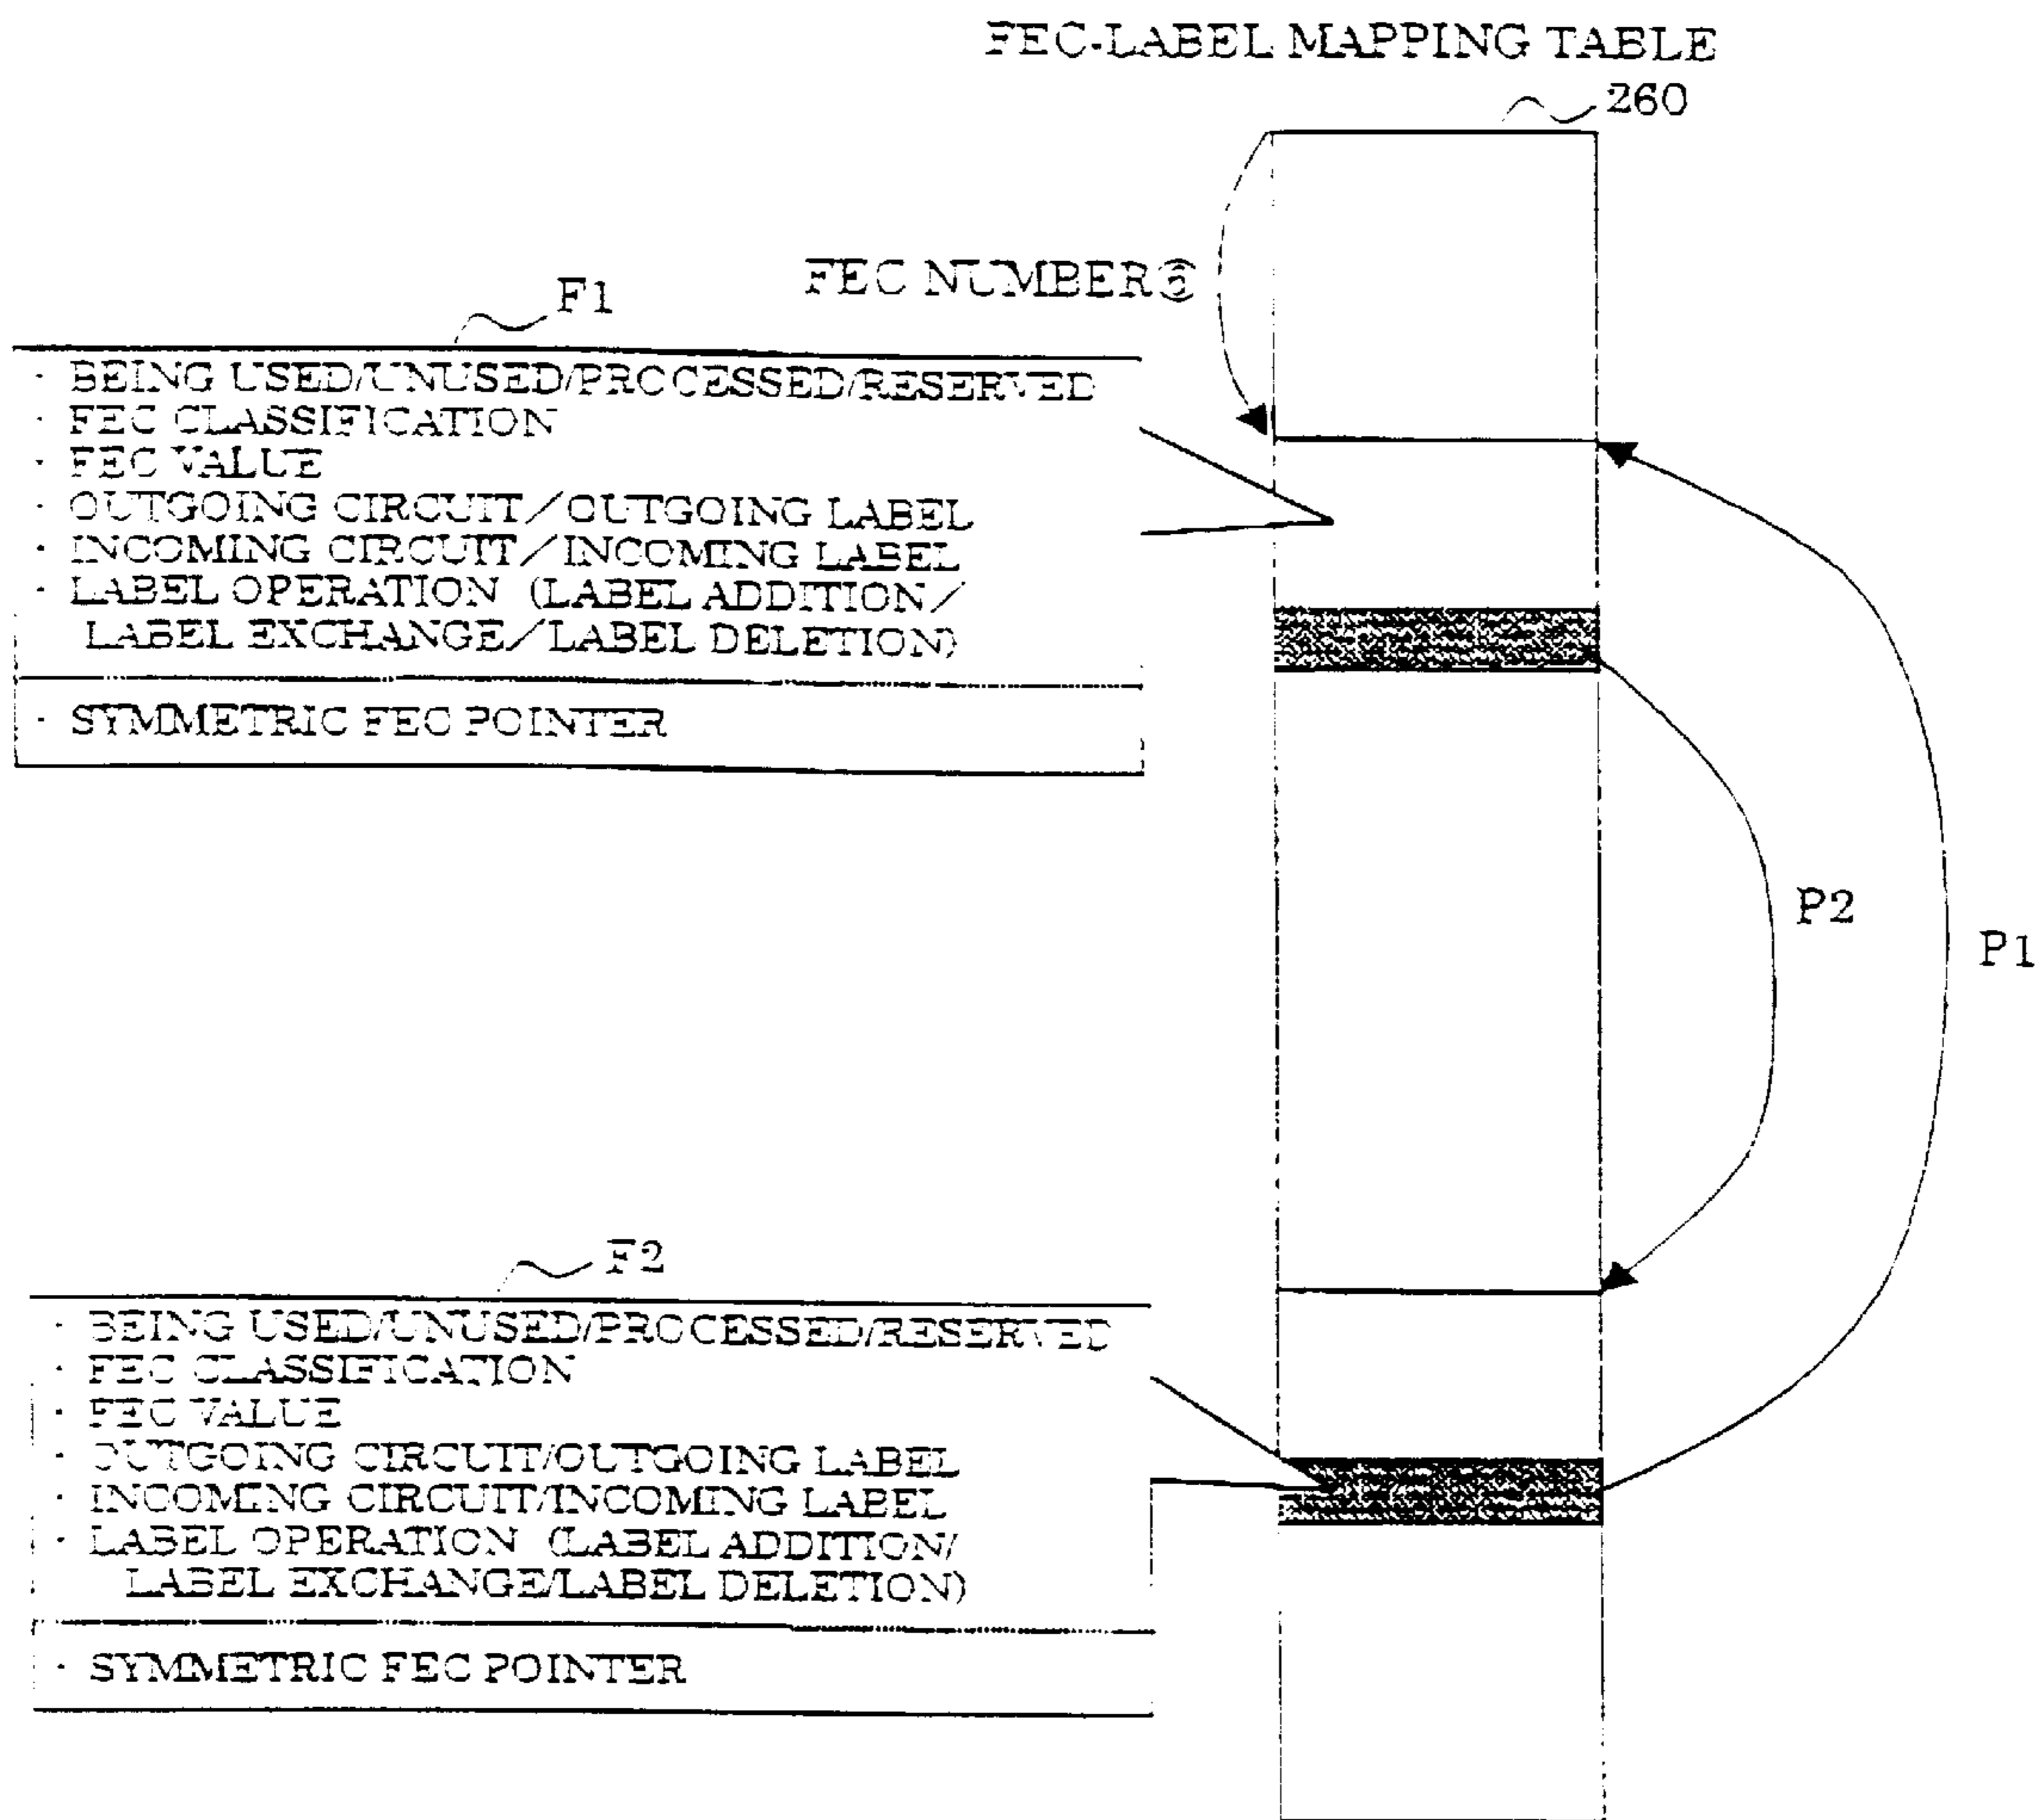 FEC-LABEL MAPPING TABLE
260
FEC NUMBER⑥
F1
· BEING USED/UNUSED/PROCESSED/RESERVED
· FEC CLASSIFICATION
· FEC VALUE
· OUTGOING CIRCUIT/OUTGOING LABEL
· INCOMING CIRCUIT/INCOMING LABEL
· LABEL OPERATION (LABEL ADDITION/
LABEL EXCHANGE/LABEL DELETION)
· SYMMETRIC FEC POINTER
P2
P1
F2
· BEING USED/UNUSED/PROCESSED/RESERVED
· FEC CLASSIFICATION
· FEC VALUE
· OUTGOING CIRCUIT/OUTGOING LABEL
· INCOMING CIRCUIT/INCOMING LABEL
· LABEL OPERATION (LABEL ADDITION/
LABEL EXCHANGE/LABEL DELETION)
· SYMMETRIC FEC POINTER